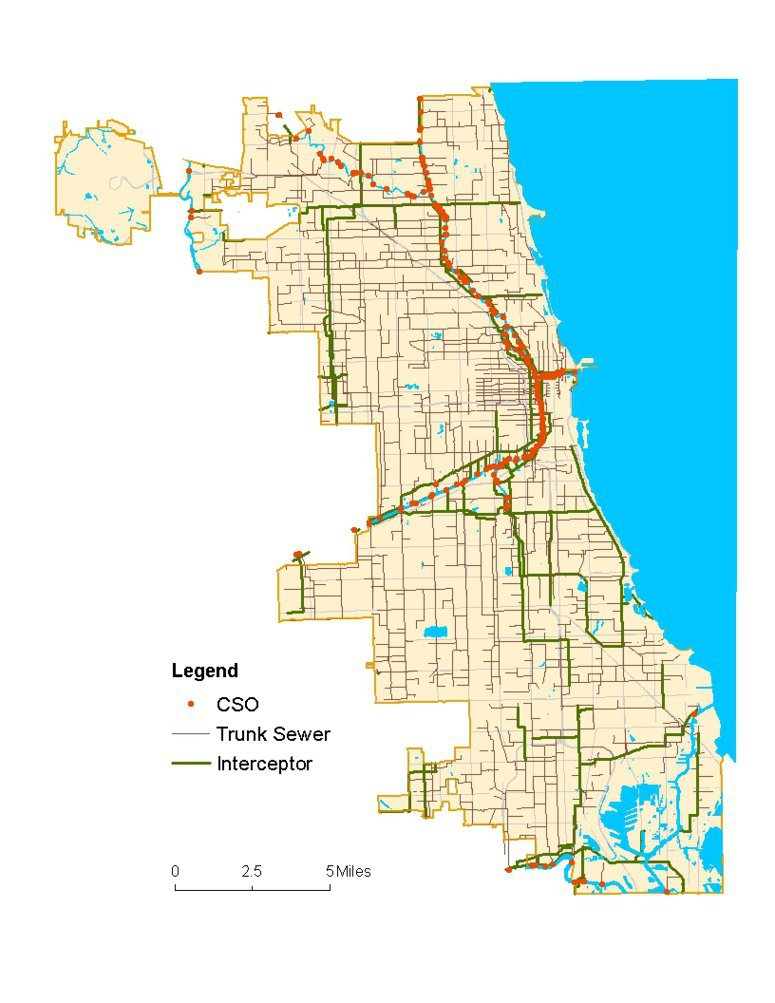 Legend
CSO
Trunk Sewer
Interceptor
0 2.5 5 Miles